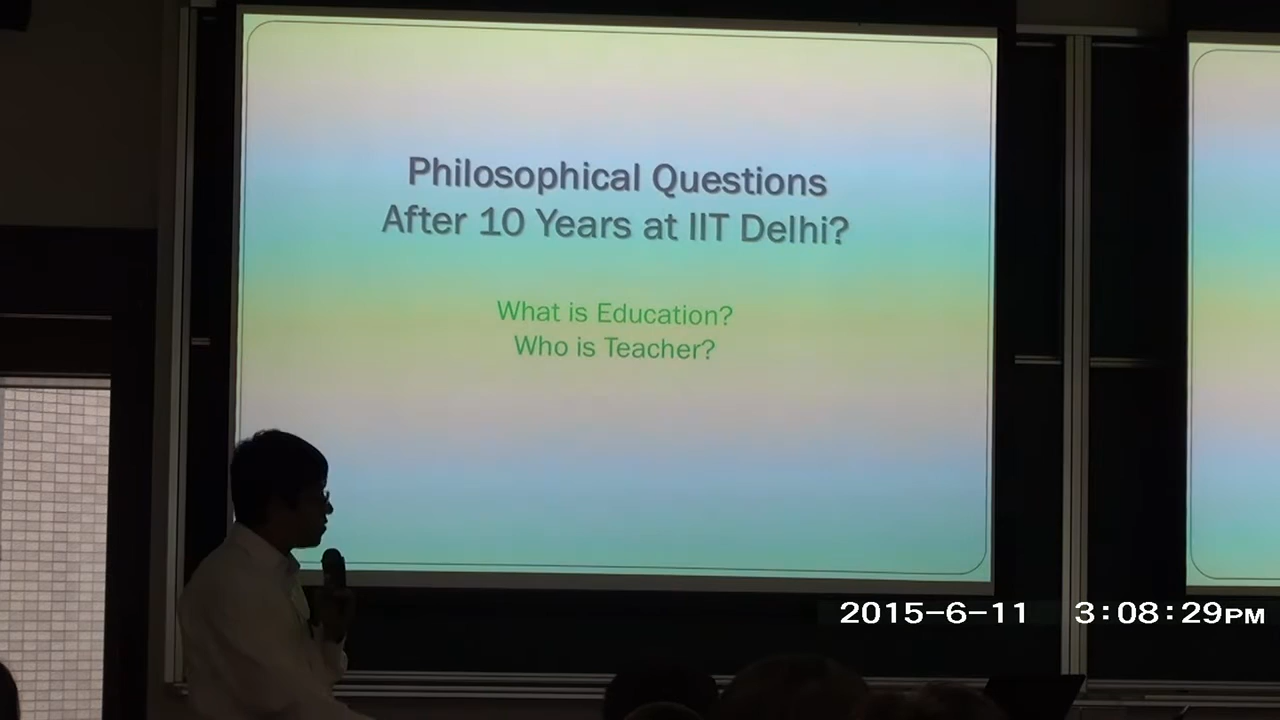 Philosophical Questions
After 10 Years at IIT Delhi?
What is Education?
Who is Teacher?
2015-6-11 3:08:29PM